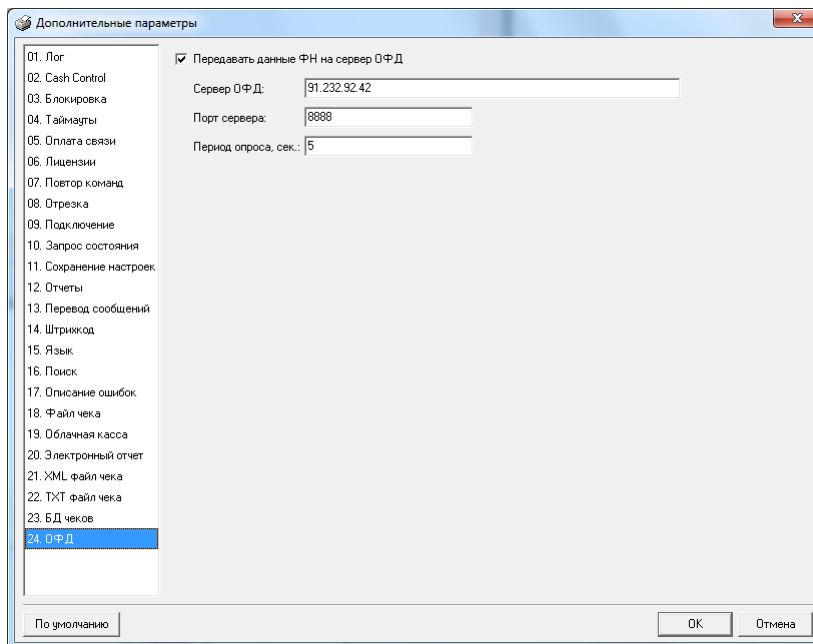 Дополнительные параметры
01. Лог
02. Cash Control
03. Блокировка
04. Таймауты
05. Оплата связи
06. Лицензии
07. Повтор команд
08. Отрезка
09. Подключение
10. Запрос состояния
11. Сохранение настроек
12. Отчеты
13. Перевод сообщений
14. Штрихкод
15. Язык
16. Поиск
17. Описание ошибок
18. Файл чека
19. Облачная касса
20. Электронный отчет
21. XML файл чека
22. TXT файл чека
23. БД чеков
24. ОФД
Передавать данные ФН на сервер ОФД
Сервер ОФД: 91.232.92.42
Порт сервера: 8888
Период опроса, сек.: 5
По умолчанию
OK
Отмена